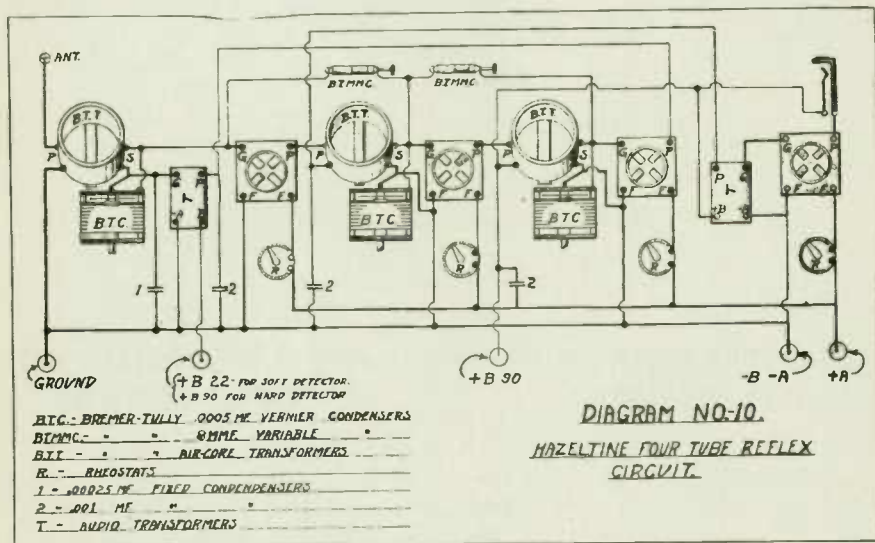 ANT.
B.T.T.
P
S
BTC
G
P
G
P
F
F
T
R
1
2
BTMMC
BTMMC
B.T.T.
P
S
BTC
G
P
F
F
R
2
B.T.T.
P
S
BTC
G
P
F
F
R
2
P
G
+B
T
G
P
F
F
R
GROUND
+B 22 - FOR SOFT DETECTOR.
+B 90 FOR HARD DETECTOR
+B 90
-B -A
+A
B.T.C. - BREMER-TULLY .0005 MF VERNIER CONDENSERS
BTMMC. - " " 8MMF VARIABLE "
B.T.T - " " AIR-CORE TRANSFORMERS
R - RHEOSTATS
1 - .00025 MF FIXED CONDENPENSERS
2 - .001 MF " "
T - AUDIO TRANSFORMERS
DIAGRAM NO-10.
HAZELTINE FOUR TUBE REFLEX
CIRCUIT.